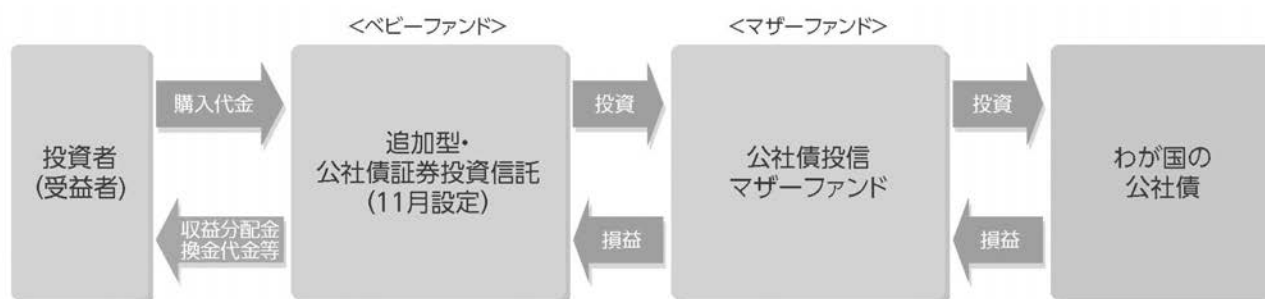 <ベビーファンド>
<マザーファンド>
投資者
(受益者)
購入代金
収益分配金
換金代金等
追加型・
公社債証券投資信託
(11月設定)
投資
損益
公社債投信
マザーファンド
投資
損益
わが国の
公社債